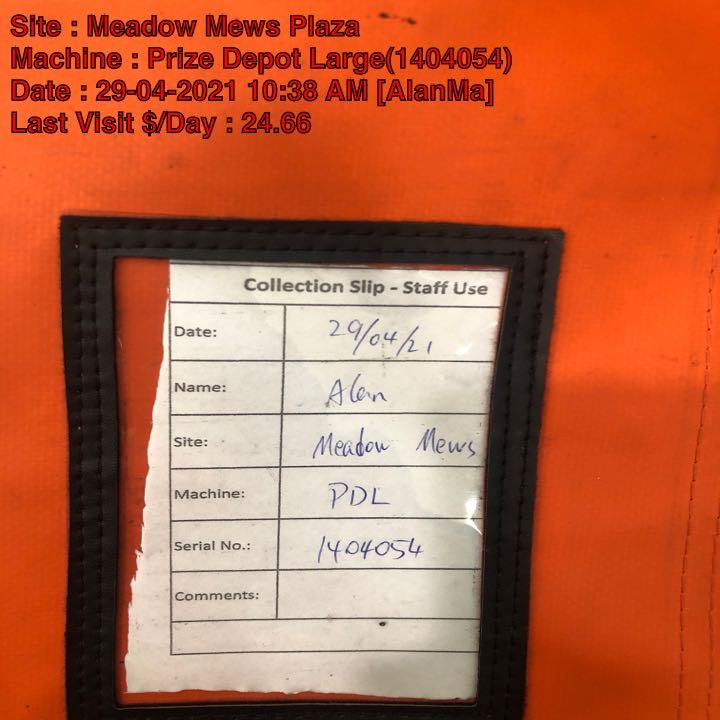 Site : Meadow Mews Plaza
Machine : Prize Depot Large(1404054)
Date : 29-04-2021 10:38 AM [AlanMa]
Last Visit $/Day : 24.66
Collection Slip - Staff Use
Date: 29/04/21
Name: Alan
Site: Meadow Mews
Machine: PDL
Serial No.: 1404054
Comments: